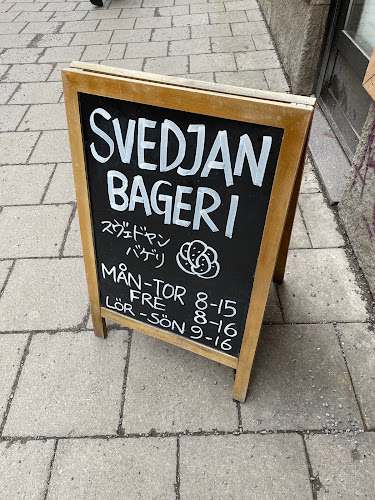 SVEDJAN
BAGERI
スヴェドヤン
バゲリ
MÅN-TOR 8-15
FRE 8-16
LÖR-SÖN 9-16